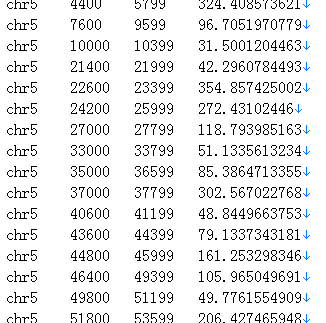 chr5 4400 5799 324.408573621↓
chr5 7600 9599 96.7051970779↓
chr5 10000 10399 31.5001204463↓
chr5 21400 21999 42.2960784493↓
chr5 22600 23399 354.857425002↓
chr5 24200 25999 272.43102446↓
chr5 27000 27799 118.793985163↓
chr5 33000 33799 51.1335613234↓
chr5 35000 36599 85.3864713355↓
chr5 37000 37799 302.567022768↓
chr5 40600 41199 48.8449663753↓
chr5 43600 44399 79.1337343181↓
chr5 44800 45999 161.253298346↓
chr5 46400 49399 105.965049691↓
chr5 49800 51199 49.7761554909↓
chr5 51800 53599 206.427465948↓